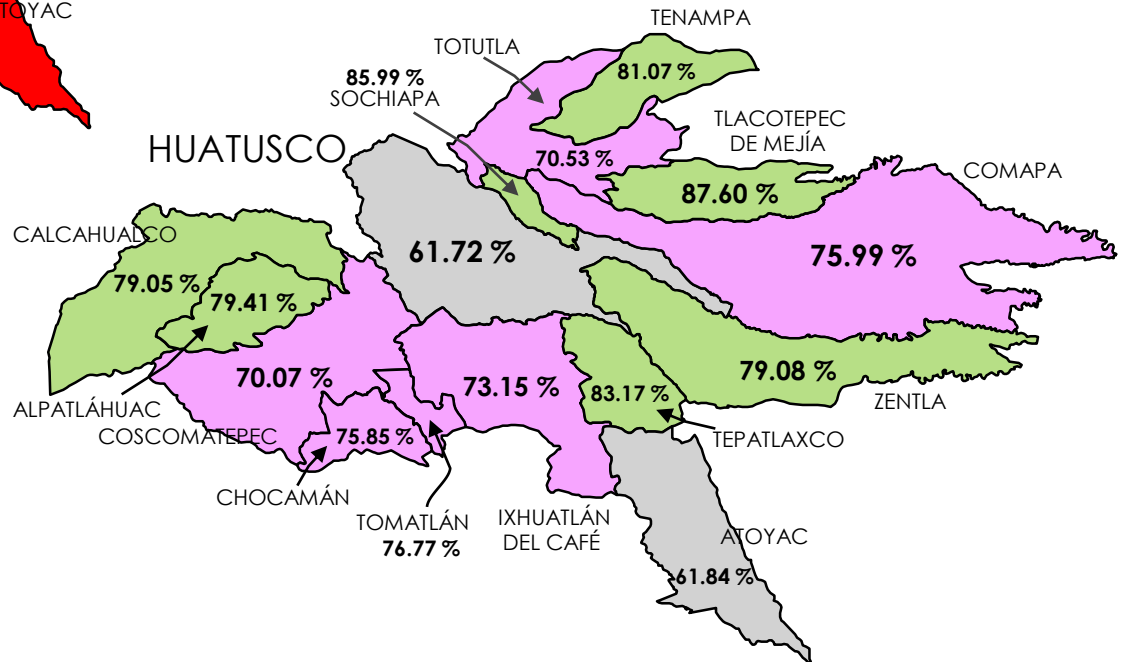 TOYAC
TENAMPA
TOTUTLA
81.07 %
85.99 %
SOCHIAPA
TLACOTEPEC
DE MEJÍA
HUATUSCO
70.53 %
COMAPA
87.60 %
CALCAHUALCO
61.72 %
75.99 %
79.05 %
79.41 %
70.07 %
73.15 %
79.08 %
83.17 %
ZENTLA
ALPATLÁHUAC
COSCOMATEPEC
75.85 %
TEPATLAXCO
CHOCAMÁN
TOMATLÁN
76.77 %
IXHUATLÁN
DEL CAFÉ
ATOYAC
61.84 %